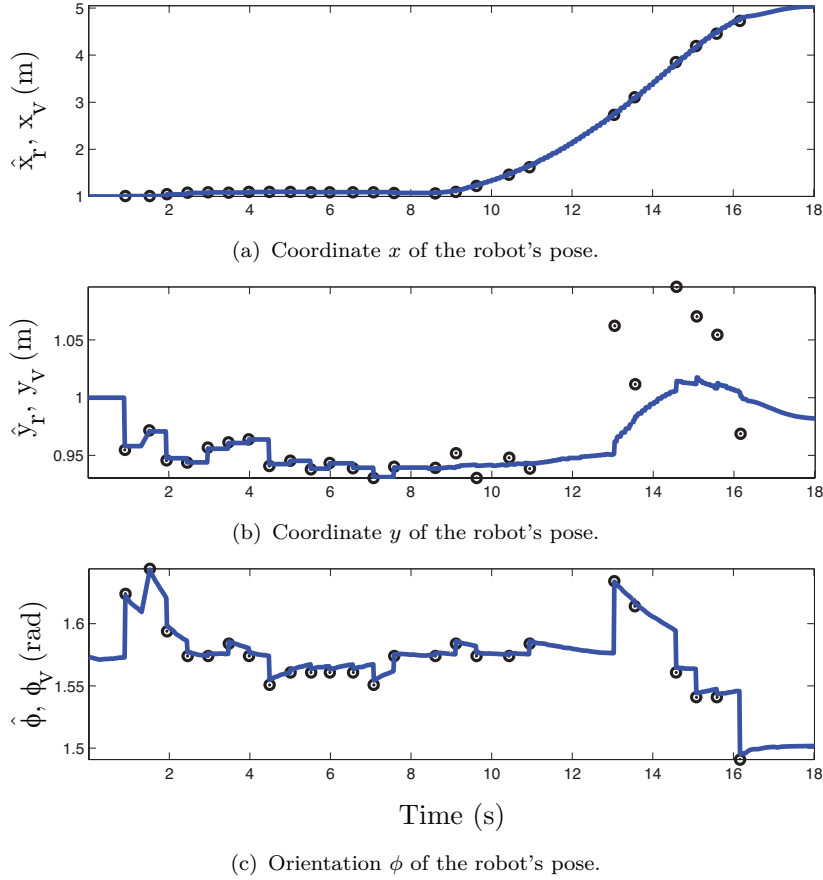 5
4
3
2
1
x̂r, xv (m)
2 4 6 8 10 12 14 16 18
(a) Coordinate x of the robot's pose.
1.05
1
0.95
ŷr, yv (m)
2 4 6 8 10 12 14 16 18
(b) Coordinate y of the robot's pose.
1.6
1.55
1.5
ϕ̂, ϕv (rad)
2 4 6 8 10 12 14 16 18
Time (s)
(c) Orientation ϕ of the robot's pose.